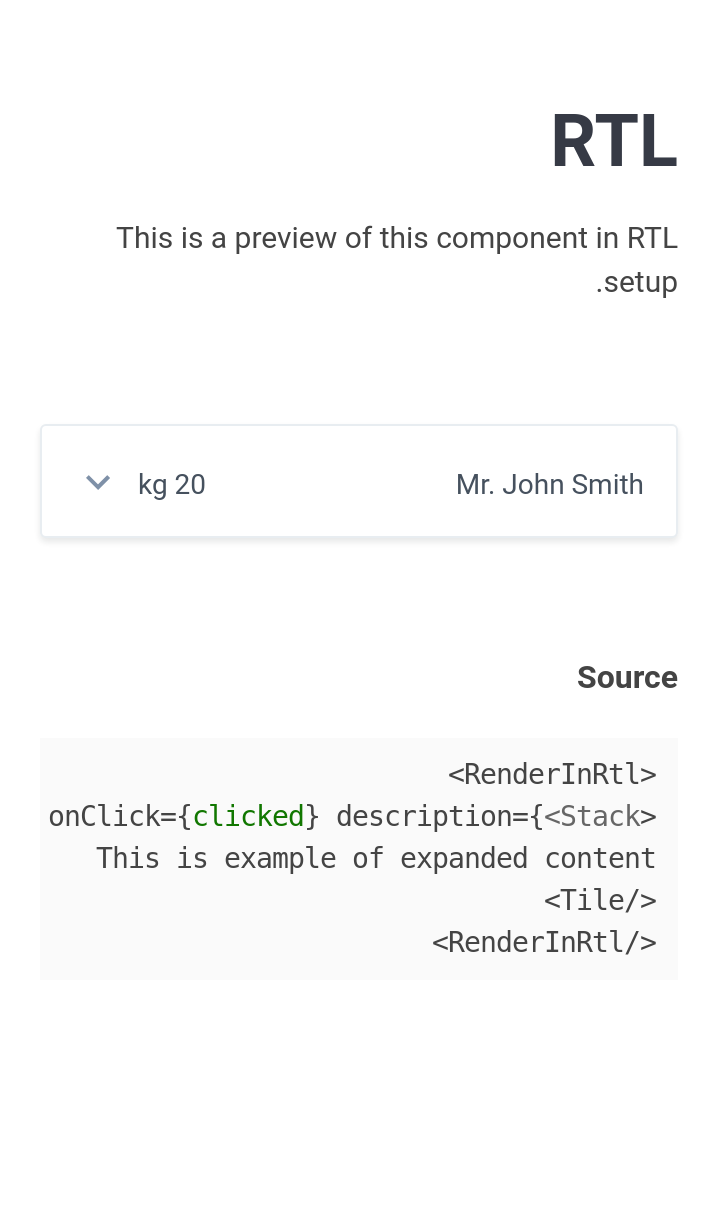 RTL
This is a preview of this component in RTL
.setup
Mr. John Smith
kg 20
Source
<RenderInRtl>
onClick={clicked} description={<Stack>
This is example of expanded content
<Tile/>
<RenderInRtl/>